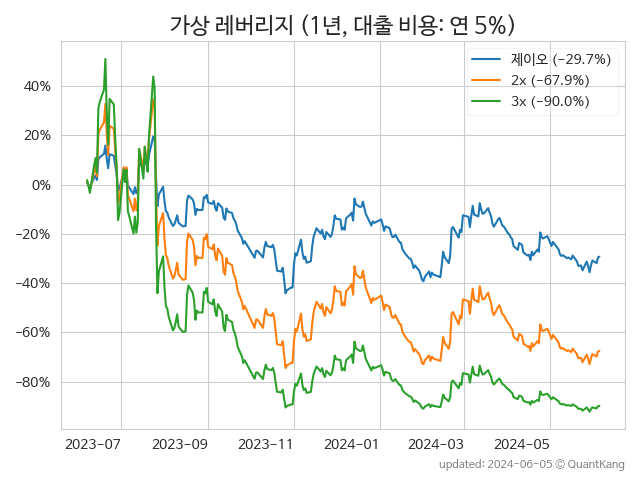 가상 레버리지 (1년, 대출 비용: 연 5%)
제이오 (−29.7%)
2x (−67.9%)
3x (−90.0%)
40%
20%
0%
−20%
−40%
−60%
−80%
2023-07
2023-09
2023-11
2024-01
2024-03
2024-05
updated: 2024-06-05 © QuantKang